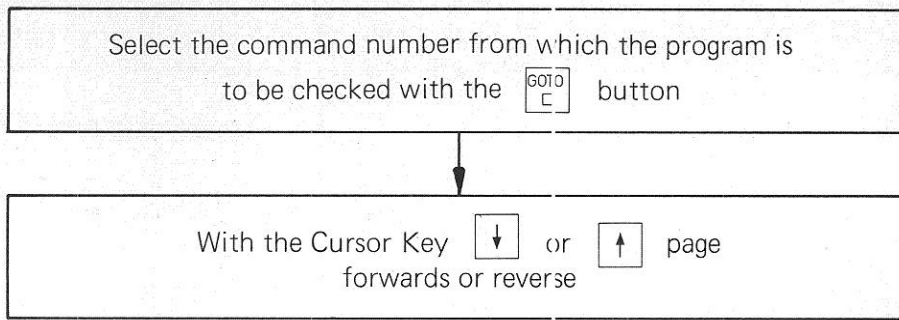 Select the command number from which the program is
to be checked with the GOTO button
With the Cursor Key ↓ or ↑ page
forwards or reverse